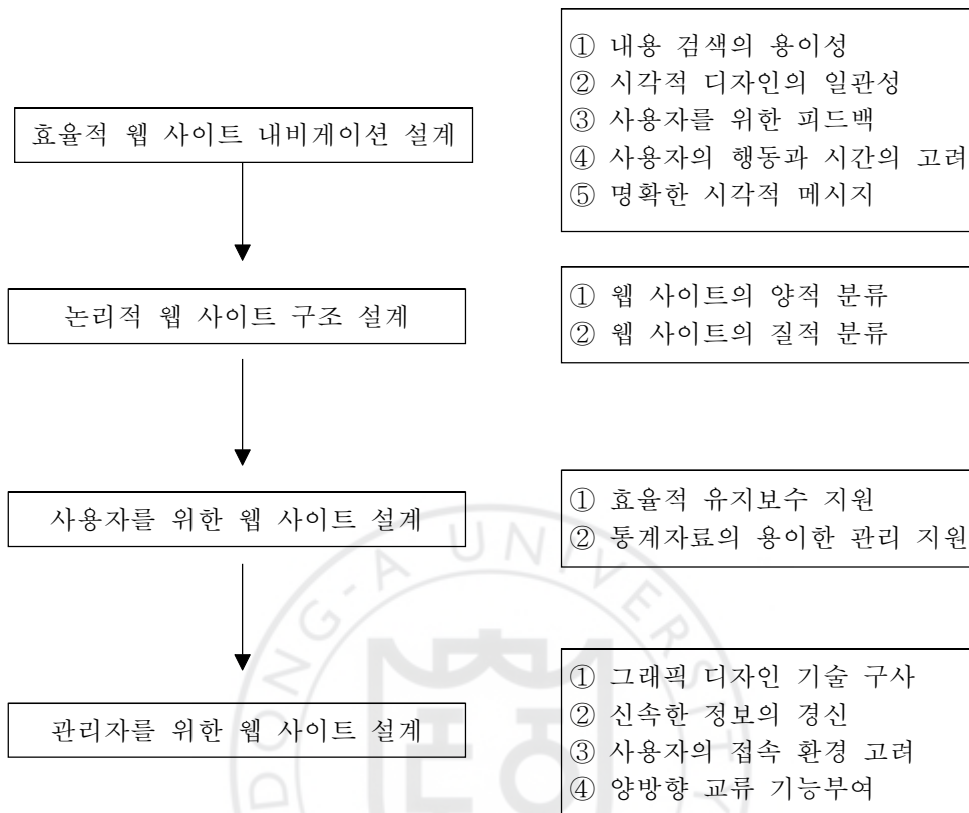 효율적 웹 사이트 내비게이션 설계
① 내용 검색의 용이성
② 시각적 디자인의 일관성
③ 사용자를 위한 피드백
④ 사용자의 행동과 시간의 고려
⑤ 명확한 시각적 메시지
논리적 웹 사이트 구조 설계
① 웹 사이트의 양적 분류
② 웹 사이트의 질적 분류
사용자를 위한 웹 사이트 설계
① 효율적 유지보수 지원
② 통계자료의 용이한 관리 지원
관리자를 위한 웹 사이트 설계
① 그래픽 디자인 기술 구사
② 신속한 정보의 경신
③ 사용자의 접속 환경 고려
④ 양방향 교류 기능부여
DONG-A UNIVERSITY